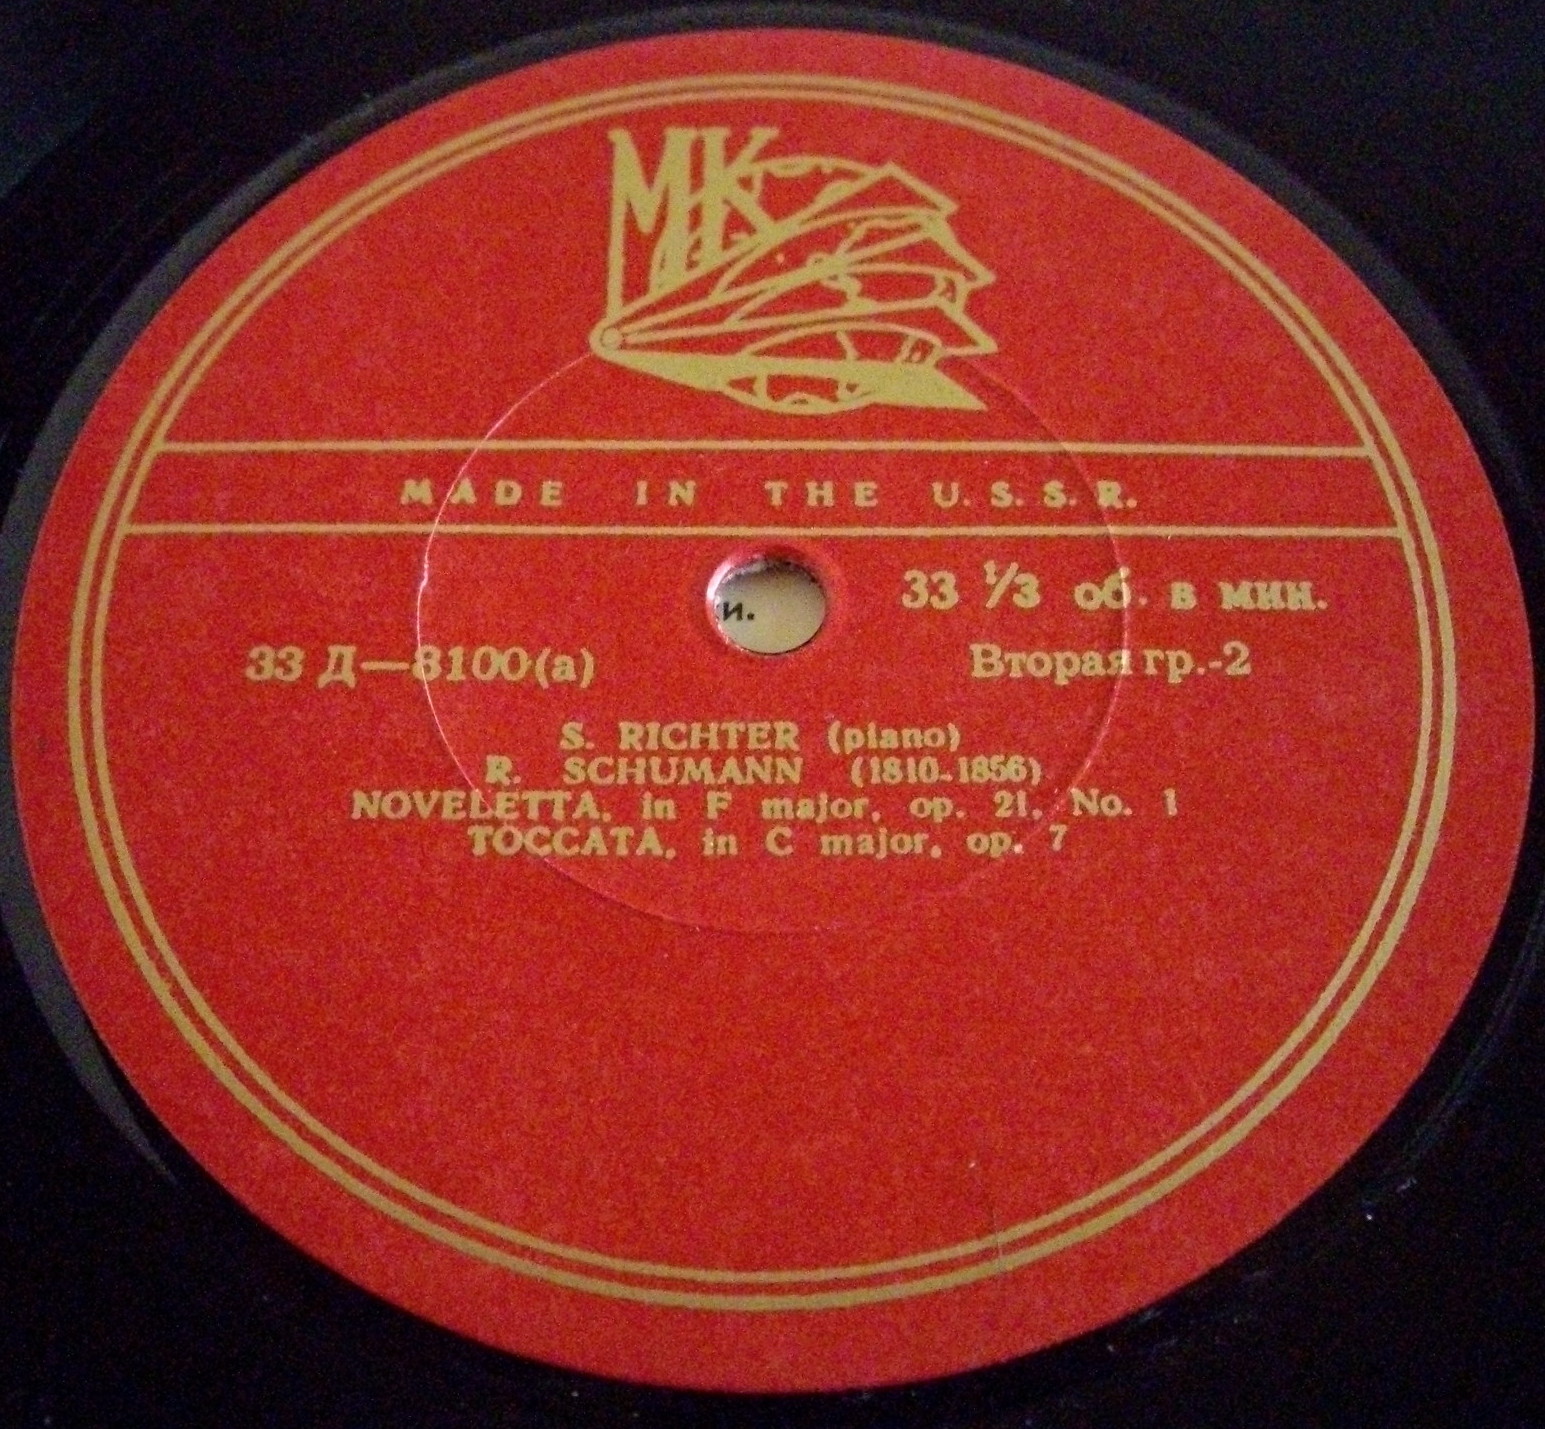 МК
MADE IN THE U.S.S.R.
33 ⅓ об. в мин.
и.
33 Д—8100(а)
Вторая гр.-2
S. RICHTER (piano)
R. SCHUMANN (1810-1856)
NOVELETTA, in F major, op. 21, No. 1
TOCCATA, in C major, op. 7